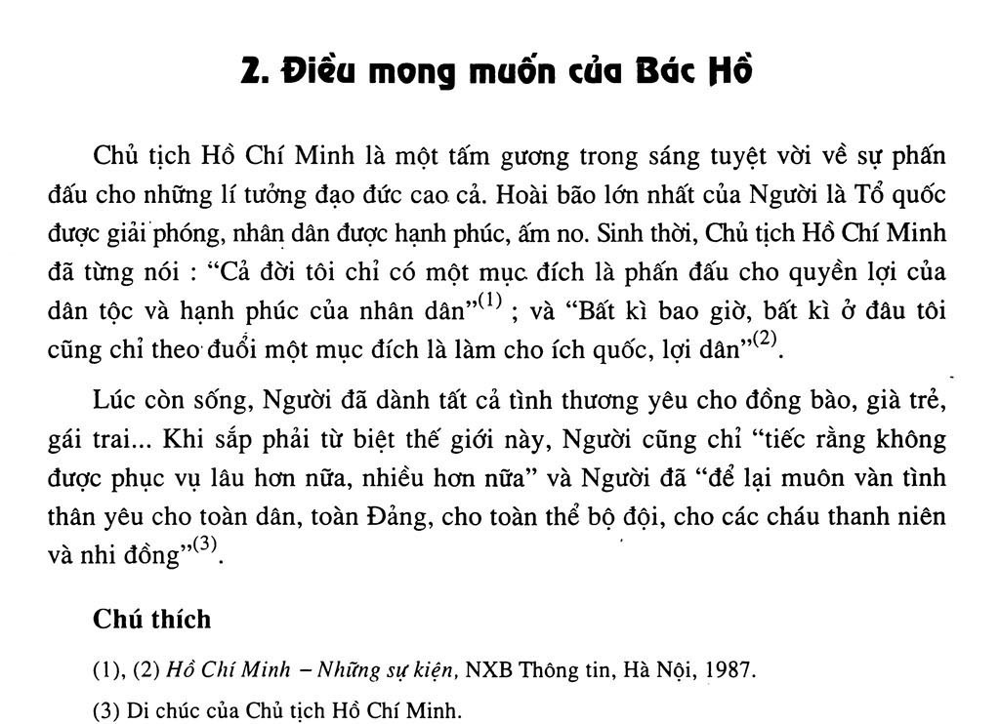 2. Điều mong muốn của Bác Hồ
Chủ tịch Hồ Chí Minh là một tấm gương trong sáng tuyệt vời về sự phấn
đấu cho những lí tưởng đạo đức cao cả. Hoài bão lớn nhất của Người là Tổ quốc
được giải phóng, nhân dân được hạnh phúc, ấm no. Sinh thời, Chủ tịch Hồ Chí Minh
đã từng nói : “Cả đời tôi chỉ có một mục đích là phấn đấu cho quyền lợi của
dân tộc và hạnh phúc của nhân dân”(1) ; và “Bất kì bao giờ, bất kì ở đâu tôi
cũng chỉ theo đuổi một mục đích là làm cho ích quốc, lợi dân”(2).
Lúc còn sống, Người đã dành tất cả tình thương yêu cho đồng bào, già trẻ,
gái trai... Khi sắp phải từ biệt thế giới này, Người cũng chỉ “tiếc rằng không
được phục vụ lâu hơn nữa, nhiều hơn nữa” và Người đã “để lại muôn vàn tình
thân yêu cho toàn dân, toàn Đảng, cho toàn thể bộ đội, cho các cháu thanh niên
và nhi đồng”(3).
Chú thích
(1), (2) Hồ Chí Minh – Những sự kiện, NXB Thông tin, Hà Nội, 1987.
(3) Di chúc của Chủ tịch Hồ Chí Minh.